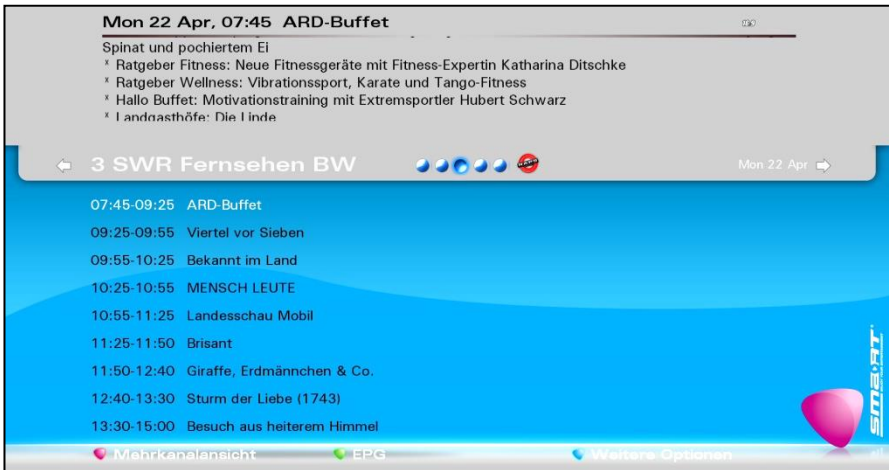 Mon 22 Apr, 07:45 ARD-Buffet
Spinat und pochiertem Ei
ˣ Ratgeber Fitness: Neue Fitnessgeräte mit Fitness-Expertin Katharina Ditschke
ˣ Ratgeber Wellness: Vibrationssport, Karate und Tango-Fitness
ˣ Hallo Buffet: Motivationstraining mit Extremsportler Hubert Schwarz
ˣ Landgasthöfe: Die Linde
3 SWR Fernsehen BW
Mon 22 Apr
07:45-09:25 ARD-Buffet
09:25-09:55 Viertel vor Sieben
09:55-10:25 Bekannt im Land
10:25-10:55 MENSCH LEUTE
10:55-11:25 Landesschau Mobil
11:25-11:50 Brisant
11:50-12:40 Giraffe, Erdmännchen & Co.
12:40-13:30 Sturm der Liebe (1743)
13:30-15:00 Besuch aus heiterem Himmel
Mehrkanalansicht EPG Weitere Optionen
smart